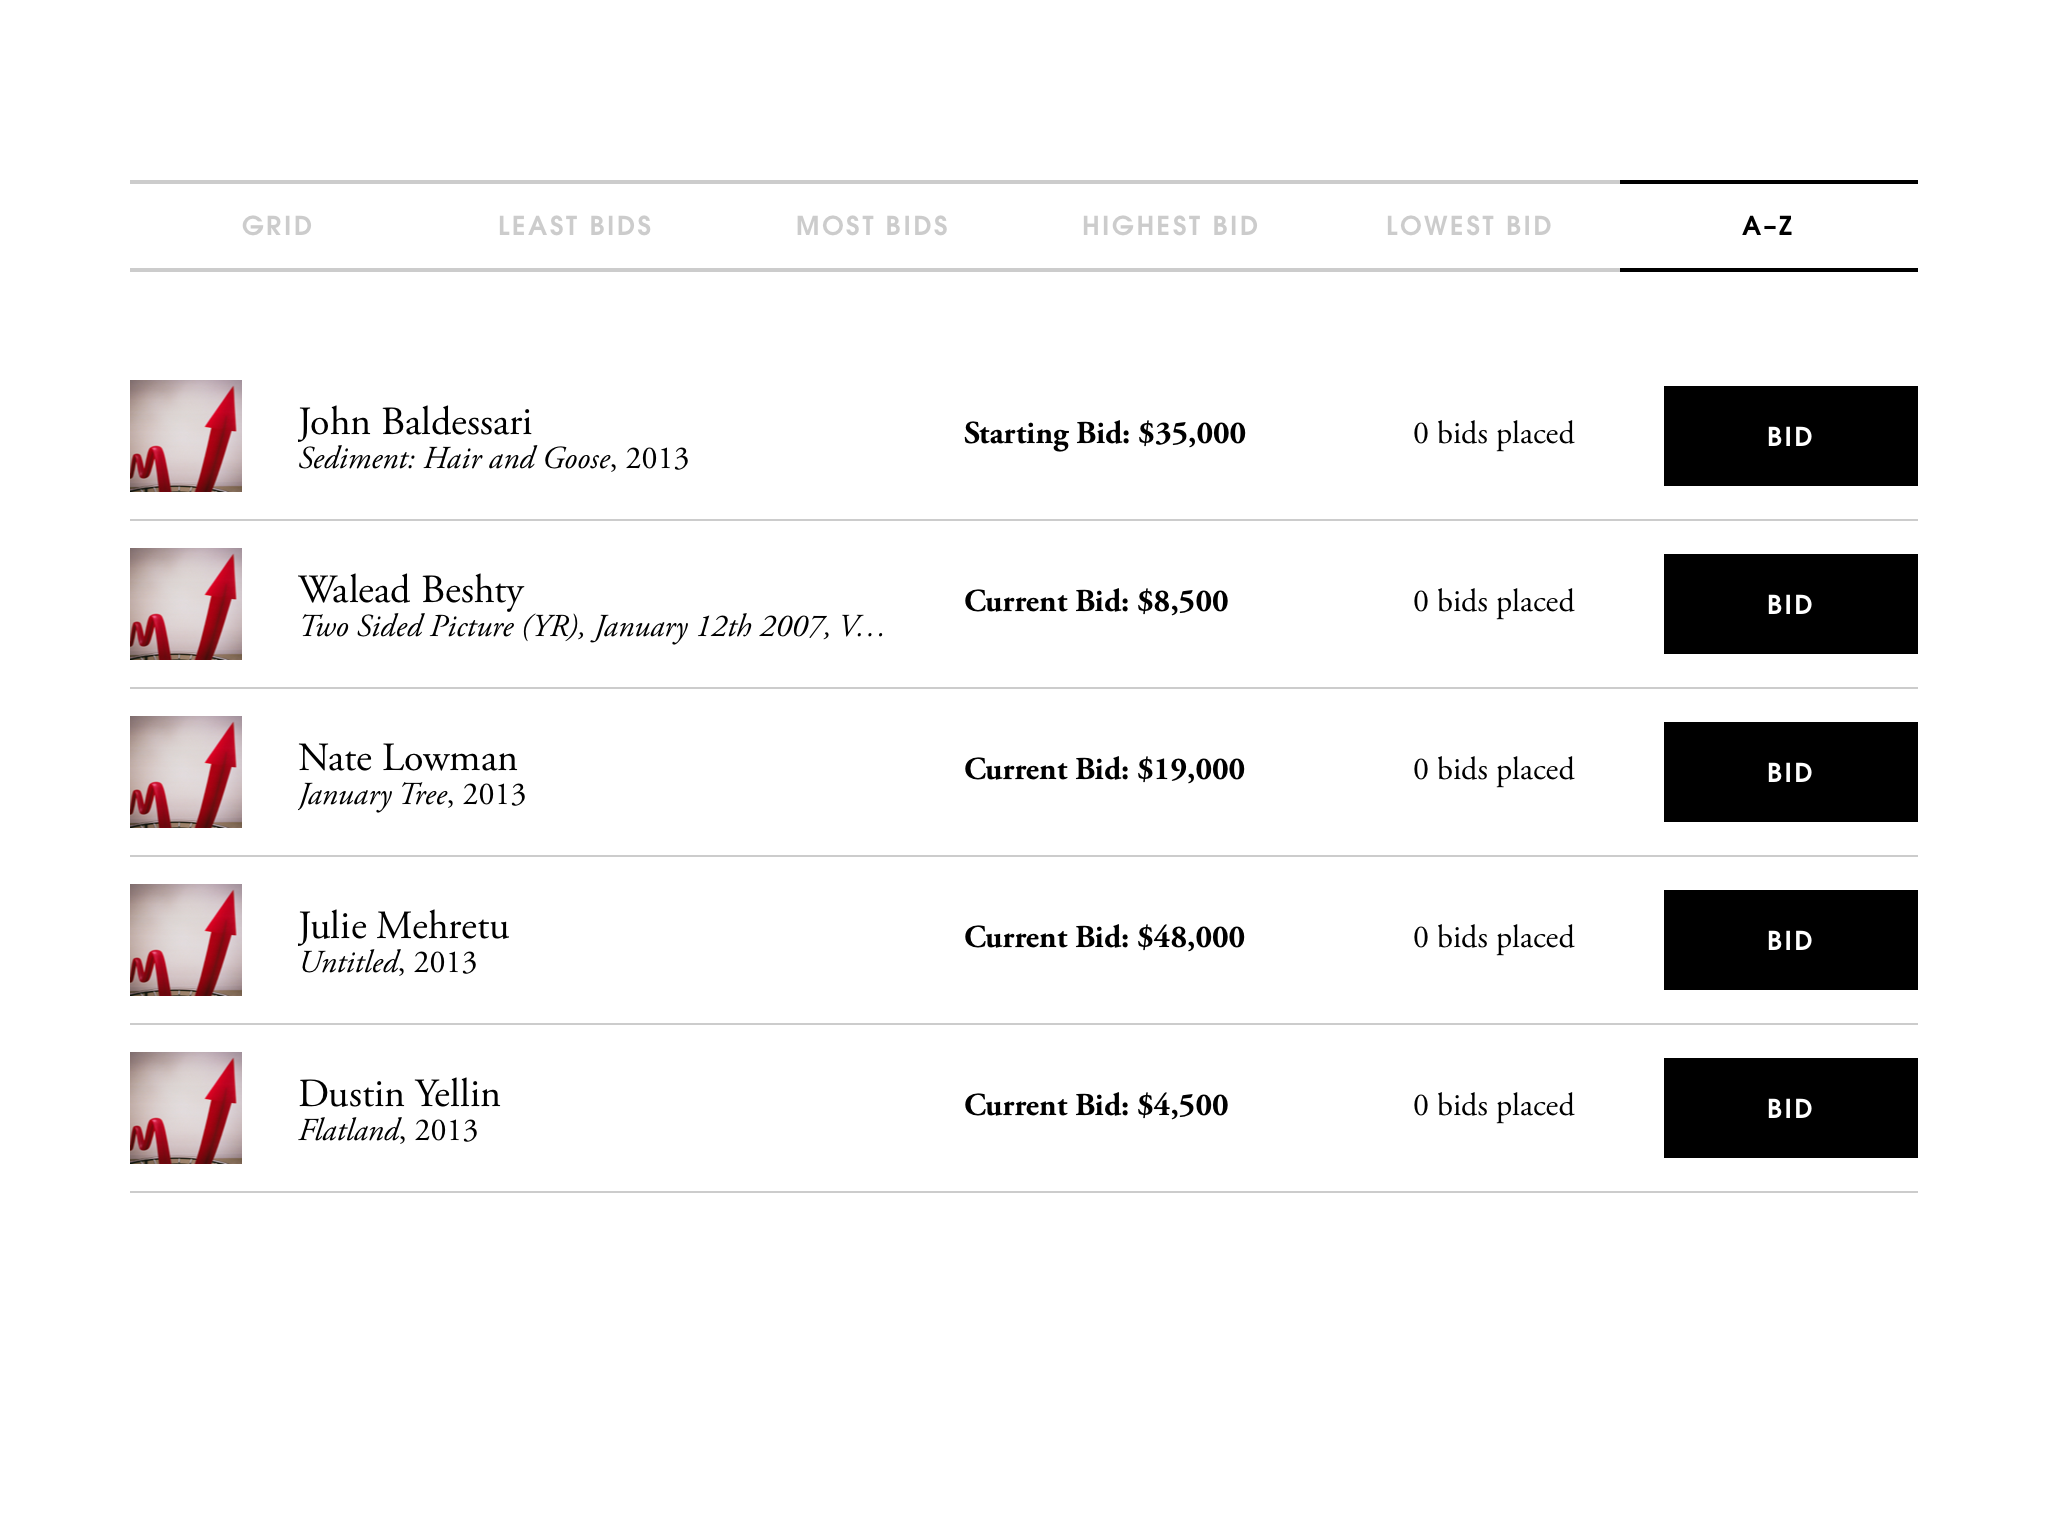 GRID LEAST BIDS MOST BIDS HIGHEST BID LOWEST BID A–Z
John Baldessari
Sediment: Hair and Goose, 2013
Starting Bid: $35,000
0 bids placed
BID
Walead Beshty
Two Sided Picture (YR), January 12th 2007, V…
Current Bid: $8,500
0 bids placed
BID
Nate Lowman
January Tree, 2013
Current Bid: $19,000
0 bids placed
BID
Julie Mehretu
Untitled, 2013
Current Bid: $48,000
0 bids placed
BID
Dustin Yellin
Flatland, 2013
Current Bid: $4,500
0 bids placed
BID